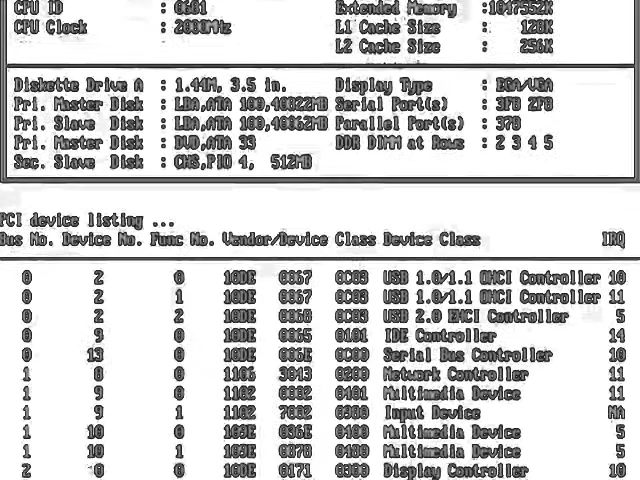 CPU ID : 0681 Extended Memory :1047552K
CPU Clock : 2000MHz L1 Cache Size : 128K
L2 Cache Size : 256K
Diskette Drive A : 1.44M, 3.5 in. Display Type : EGA/VGA
Pri. Master Disk : LBA,ATA 100,40822MB Serial Port(s) : 3F8 2F8
Pri. Slave Disk : LBA,ATA 100,40062MB Parallel Port(s) : 378
Pri. Master Disk : DVD,ATA 33 DDR DIMM at Rows : 2 3 4 5
Sec. Slave Disk : CHS,PIO 4, 512MB
PCI device listing ...
Bus No. Device No. Func No. Vendor/Device Class Device Class IRQ
0 2 0 10DE 0067 0C03 USB 1.0/1.1 OHCI Controller 10
0 2 1 10DE 0067 0C03 USB 1.0/1.1 OHCI Controller 11
0 2 2 10DE 0068 0C03 USB 2.0 EHCI Controller 5
0 9 0 10DE 0065 0101 IDE Controller 14
0 13 0 10DE 006E 0C00 Serial Bus Controller 10
1 8 0 1106 3043 0200 Network Controller 11
1 9 0 1102 0002 0401 Multimedia Device 11
1 9 1 1102 7002 0980 Input Device NA
1 10 0 109E 036E 0400 Multimedia Device 5
1 10 1 109E 0878 0480 Multimedia Device 5
2 0 0 10DE 0171 0300 Display Controller 10